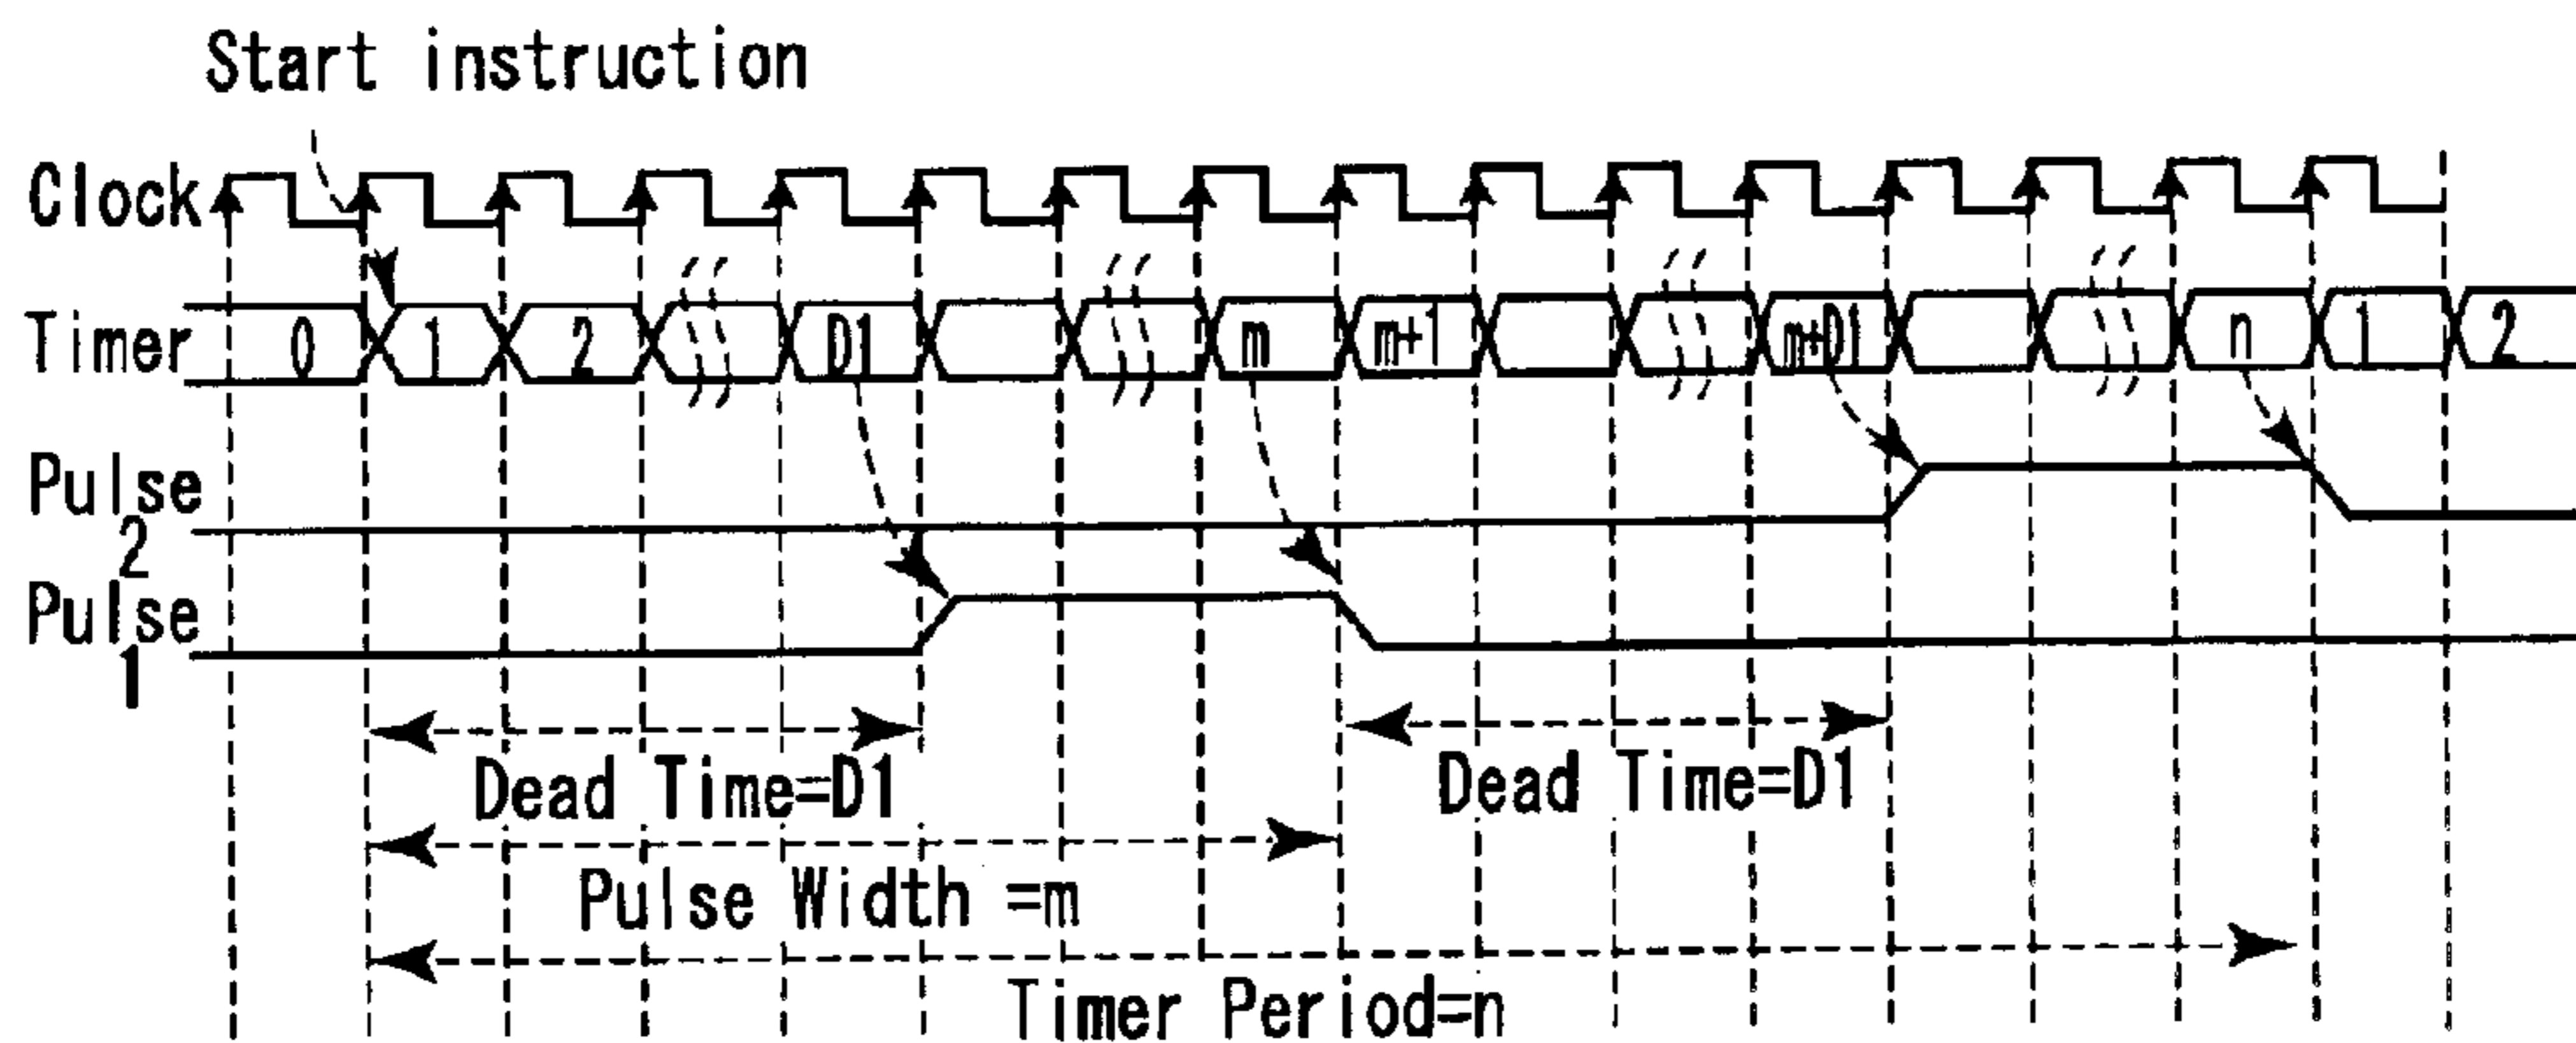 Start instruction
Clock
Timer 0 1 2 D1 m m+1 m+D1 n 1 2
Pulse
2
Pulse
1
Dead Time=D1 Dead Time=D1
Pulse Width =m
Timer Period=n